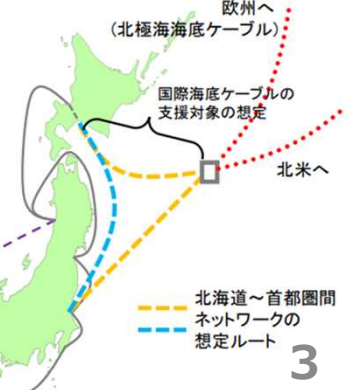 欧州へ
(北極海海底ケーブル)
国際海底ケーブルの
支援対象の想定
北米へ
北海道～首都圏間
ネットワークの
想定ルート
3